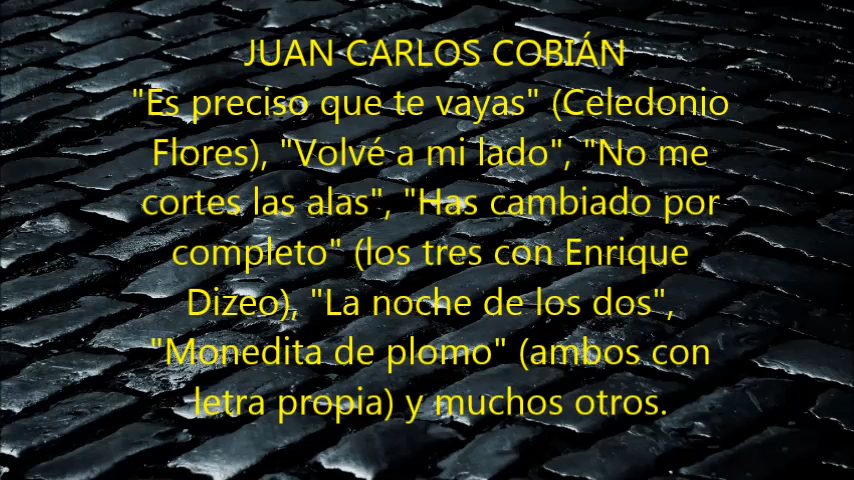 JUAN CARLOS COBIÁN
"Es preciso que te vayas" (Celedonio
Flores), "Volvé a mi lado", "No me
cortes las alas", "Has cambiado por
completo" (los tres con Enrique
Dizeo), "La noche de los dos",
"Monedita de plomo" (ambos con
letra propia) y muchos otros.